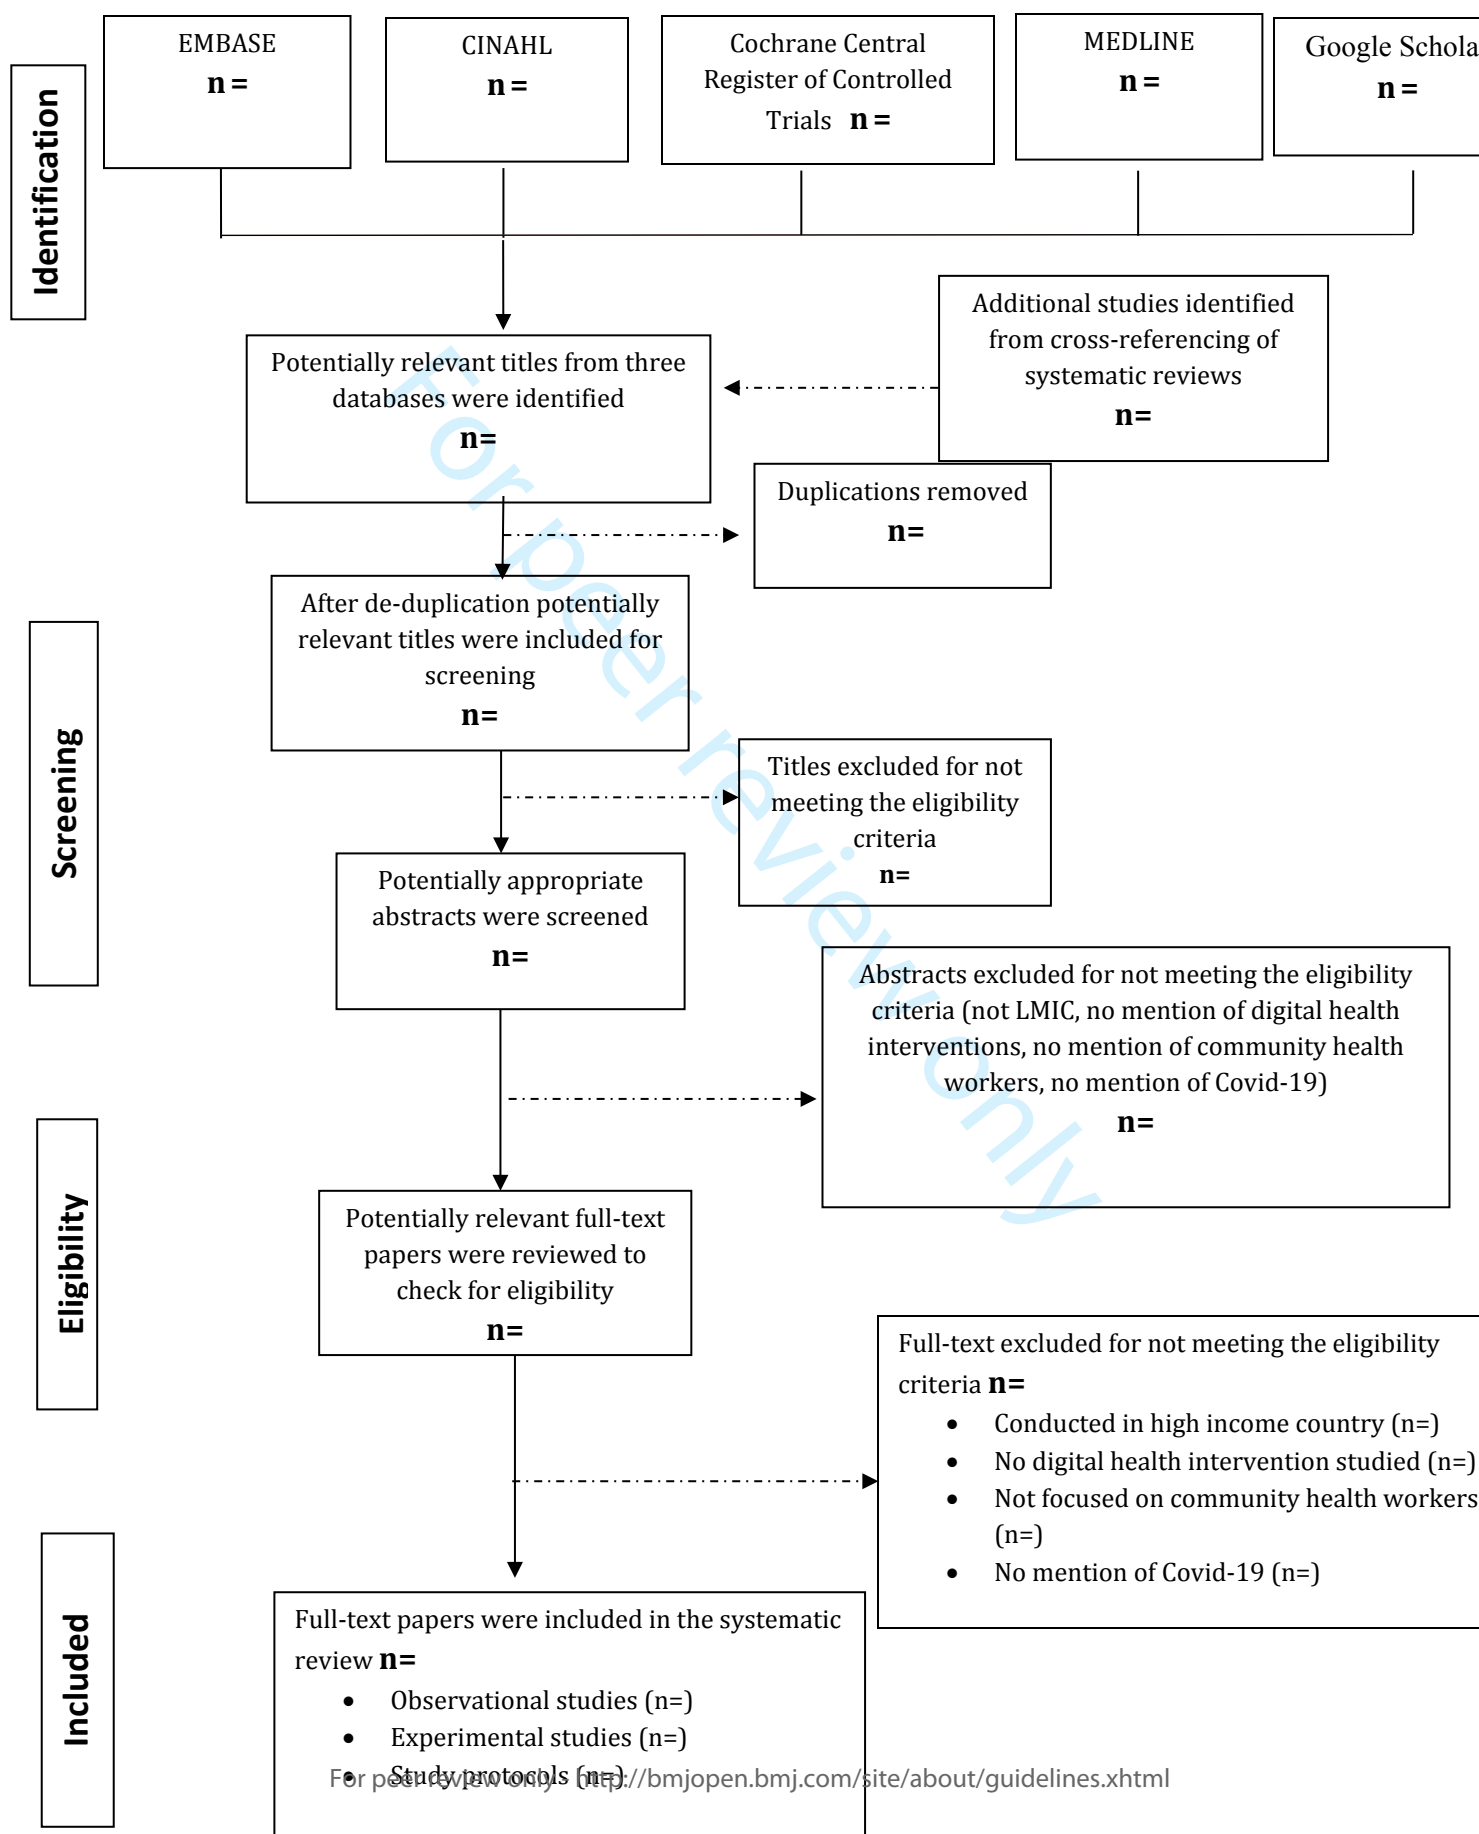 EMBASE
n =
CINAHL
n =
Cochrane Central
Register of Controlled
Trials n =
MEDLINE
n =
Google Schola
n =
Identification
Additional studies identified
from cross-referencing of
systematic reviews
n=
Potentially relevant titles from three
databases were identified
n=
Duplications removed
n=
After de-duplication potentially
relevant titles were included for
screening
n=
Screening
Titles excluded for not
meeting the eligibility
criteria
n=
Potentially appropriate
abstracts were screened
n=
Abstracts excluded for not meeting the eligibility
criteria (not LMIC, no mention of digital health
interventions, no mention of community health
workers, no mention of Covid-19)
n=
Eligibility
Potentially relevant full-text
papers were reviewed to
check for eligibility
n=
Full-text excluded for not meeting the eligibility
criteria n=
• Conducted in high income country (n=)
• No digital health intervention studied (n=)
• Not focused on community health workers
(n=)
• No mention of Covid-19 (n=)
Included
Full-text papers were included in the systematic
review n=
• Observational studies (n=)
• Experimental studies (n=)
• Study protocols (n=)
For peer review only - http://bmjopen.bmj.com/site/about/guidelines.xhtml
For peer review only